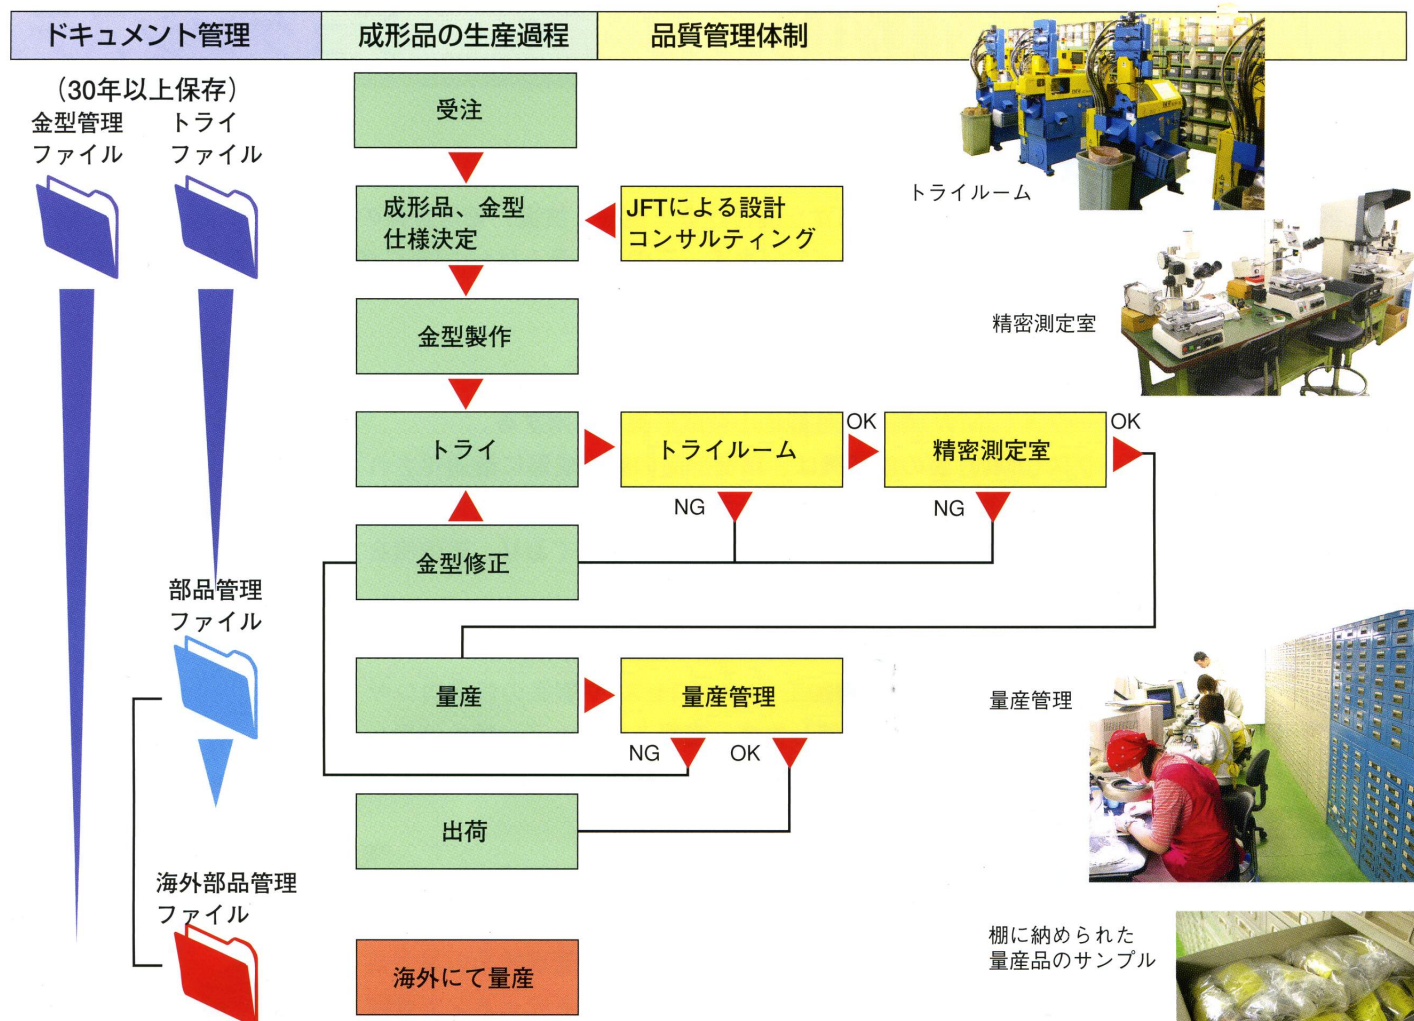 ドキュメント管理
成形品の生産過程
品質管理体制
（30年以上保存）
金型管理
ファイル
トライ
ファイル
受注
成形品、金型
仕様決定
JFTによる設計
コンサルティング
トライルーム
精密測定室
金型製作
トライ
トライルーム
OK
精密測定室
OK
NG
NG
金型修正
部品管理
ファイル
量産
量産管理
量産管理
NG
OK
出荷
海外部品管理
ファイル
海外にて量産
棚に納められた
量産品のサンプル